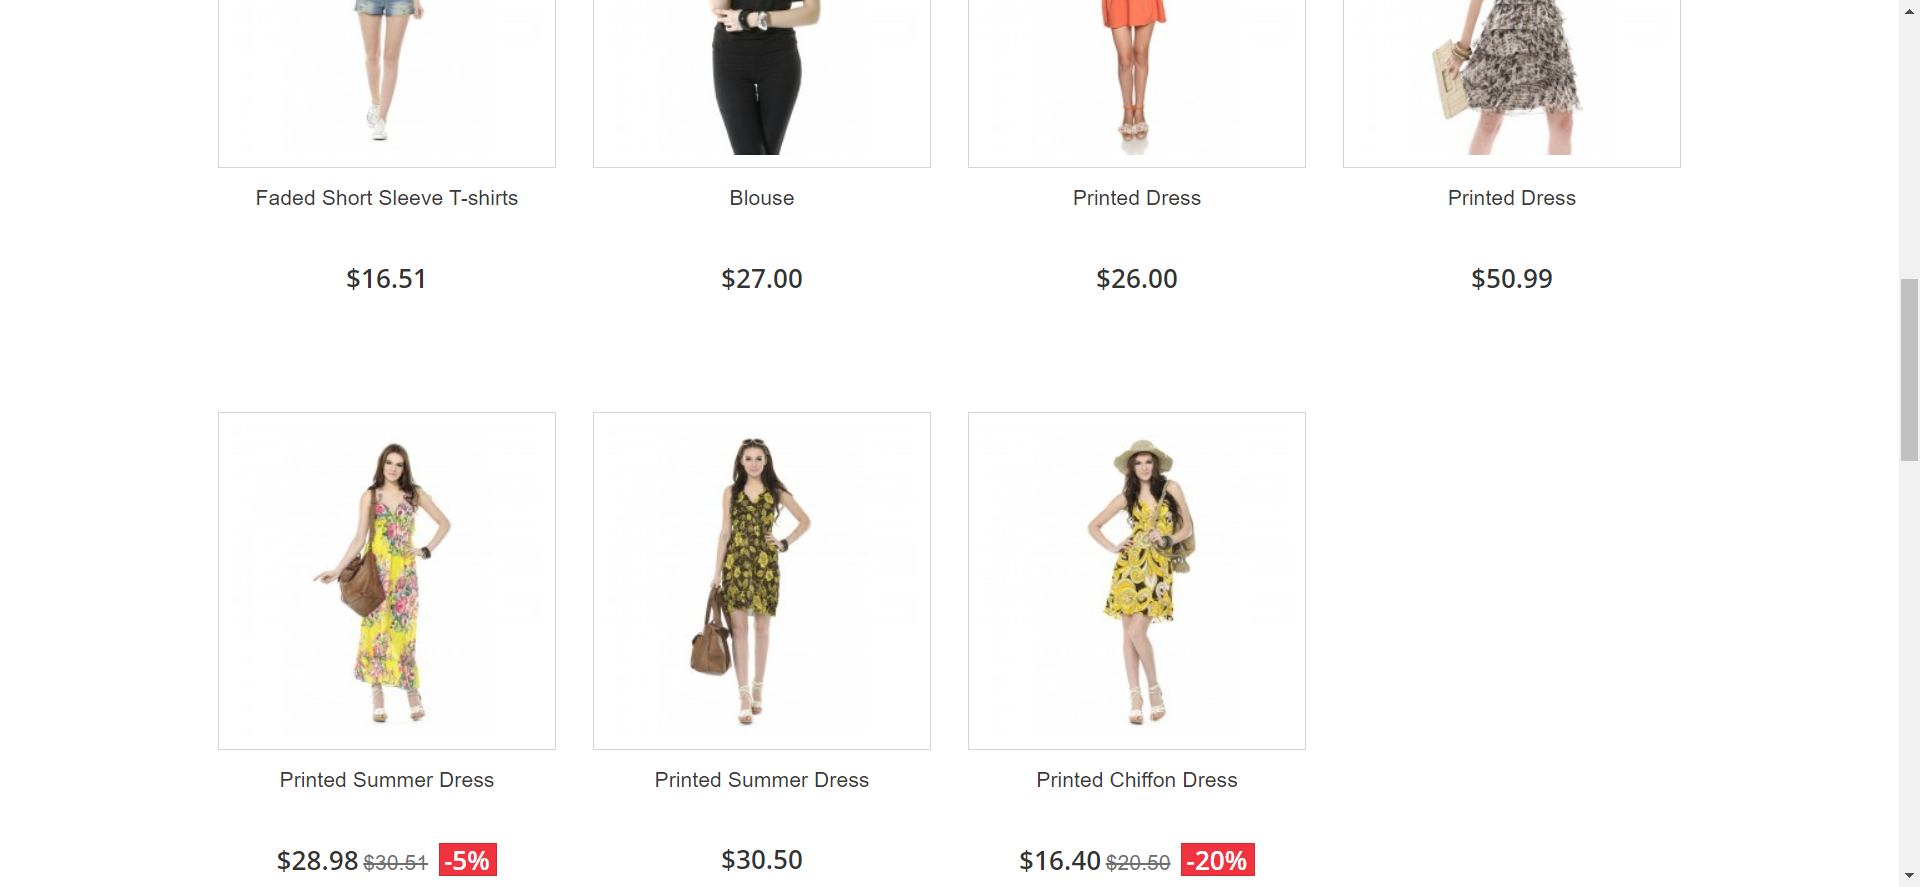 Faded Short Sleeve T-shirts
Blouse
Printed Dress
Printed Dress
$16.51
$27.00
$26.00
$50.99
Printed Summer Dress
Printed Summer Dress
Printed Chiffon Dress
$28.98 $30.51 -5%
$30.50
$16.40 $20.50 -20%